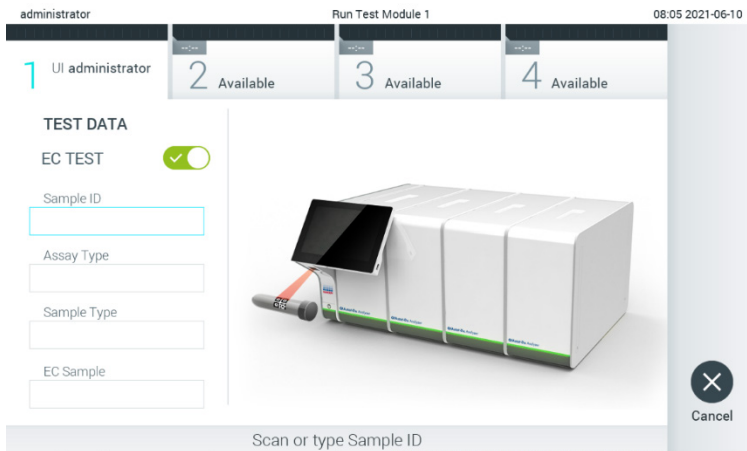 administrator Run Test Module 1 08:05 2021-06-10
--:-- --:-- --:--
1 UI administrator 2 Available 3 Available 4 Available
TEST DATA
EC TEST
Sample ID
Assay Type
Sample Type
EC Sample
Cancel
Scan or type Sample ID